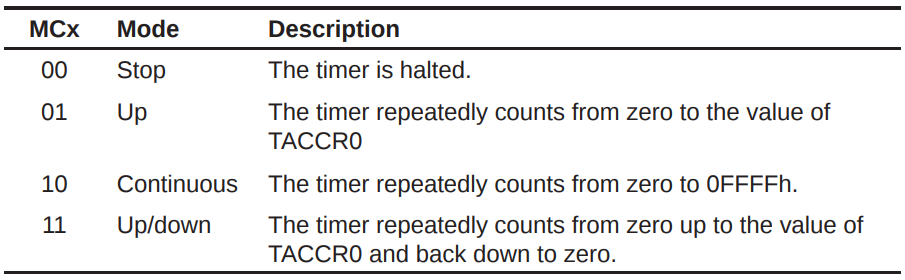 MCx Mode Description
00 Stop The timer is halted.
01 Up The timer repeatedly counts from zero to the value of
TACCR0
10 Continuous The timer repeatedly counts from zero to 0FFFFh.
11 Up/down The timer repeatedly counts from zero up to the value of
TACCR0 and back down to zero.